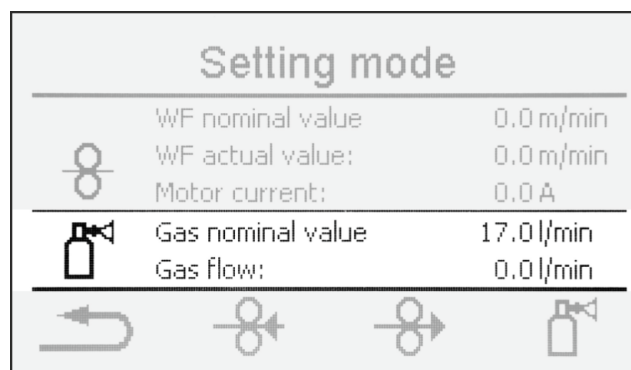 Setting mode
WF nominal value 0.0 m/min
WF actual value: 0.0 m/min
Motor current: 0.0 A
Gas nominal value 17.0 l/min
Gas flow: 0.0 l/min